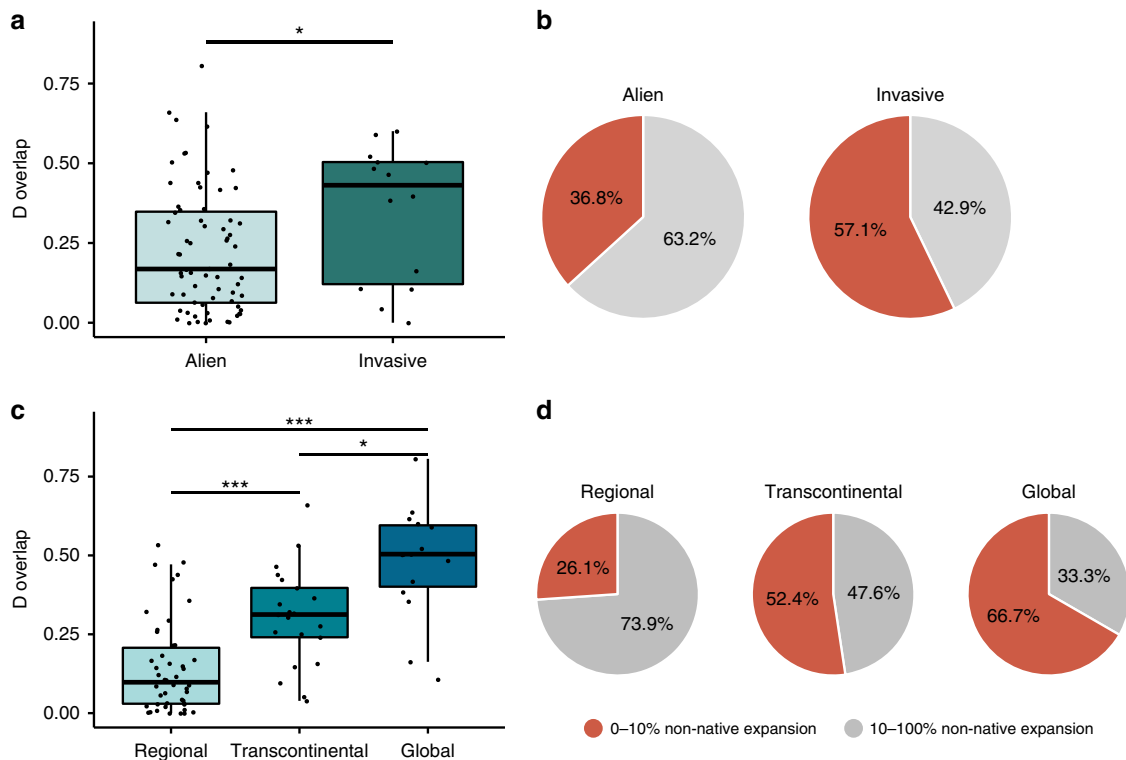 a
*
0.75
0.50
0.25
0.00
D overlap
Alien
Invasive
b
Alien
Invasive
36.8%
63.2%
57.1%
42.9%
c
***
*
***
0.75
0.50
0.25
0.00
D overlap
Regional
Transcontinental
Global
d
Regional
Transcontinental
Global
26.1%
73.9%
52.4%
47.6%
66.7%
33.3%
0–10% non-native expansion
10–100% non-native expansion